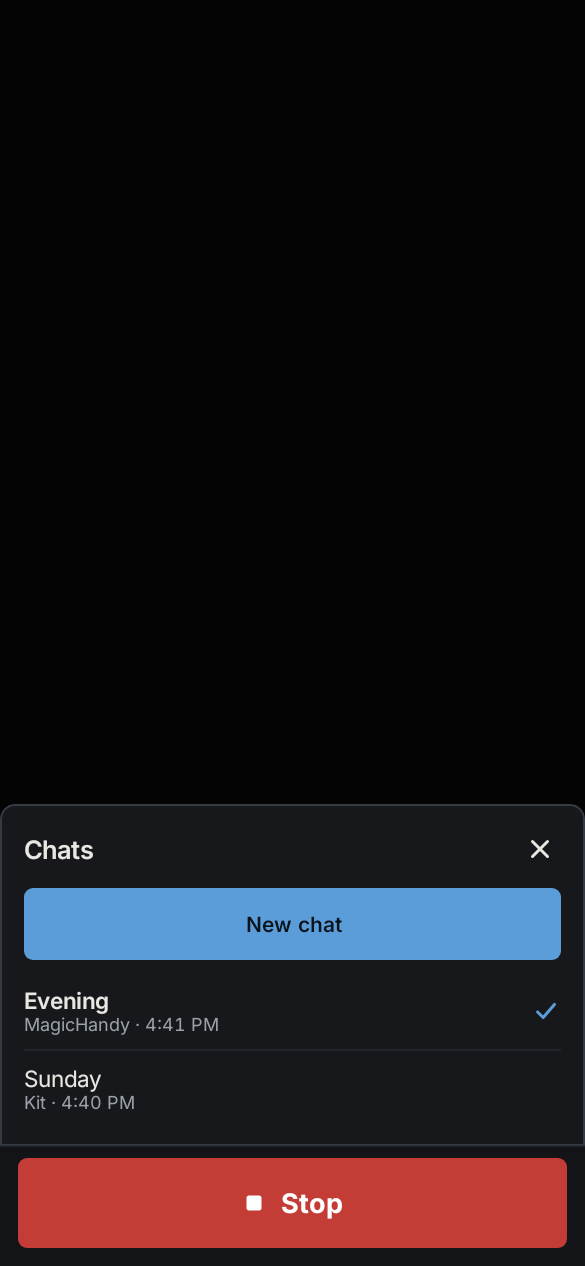 Chats
New chat
Evening
MagicHandy · 4:41 PM
Sunday
Kit · 4:40 PM
Stop